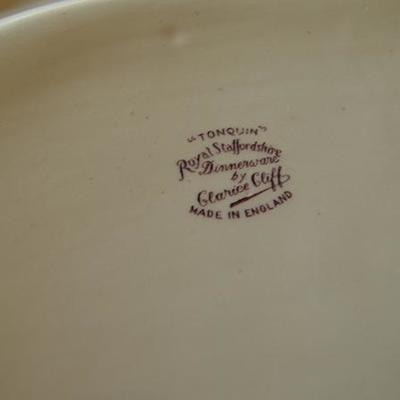 "TONQUIN"
Royal Staffordshire
Dinnerware
by
Clarice Cliff
MADE IN ENGLAND